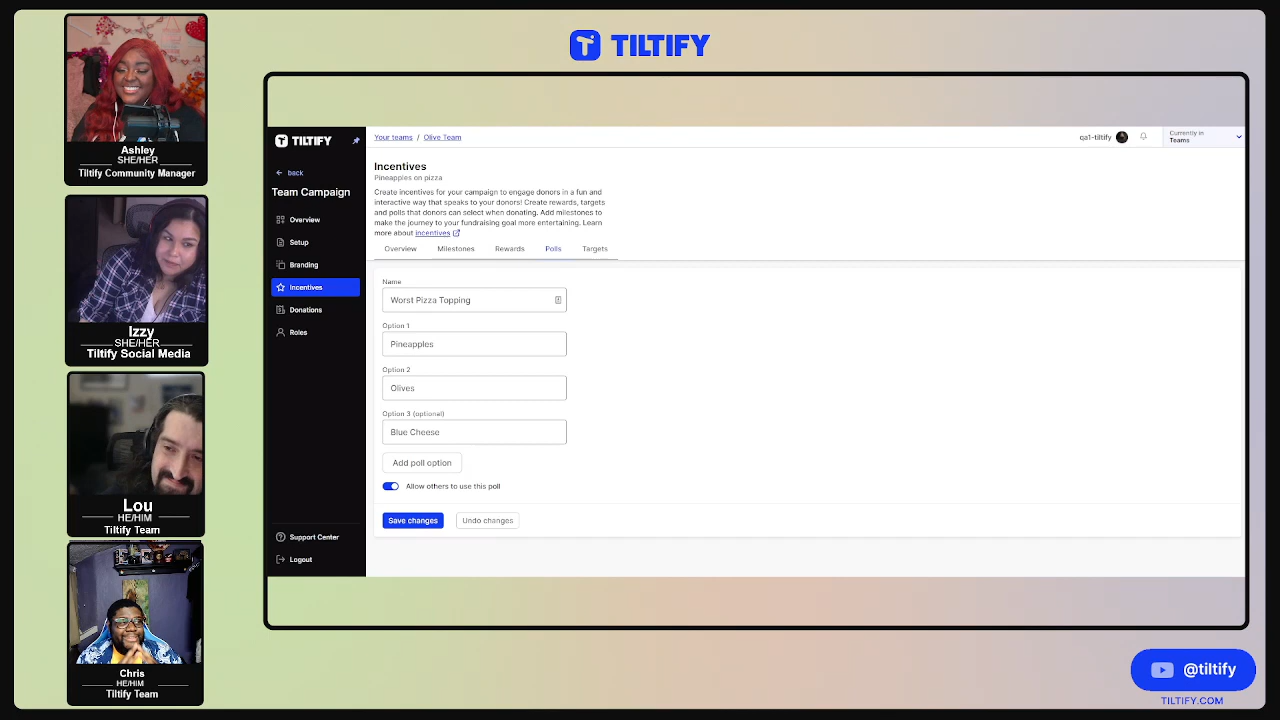 TILTIFY
Ashley
SHE/HER
Tiltify Community Manager
Izzy
SHE/HER
Tiltify Social Media
Lou
HE/HIM
Tiltify Team
Chris
HE/HIM
Tiltify Team
TILTIFY
back
Team Campaign
Overview
Setup
Branding
Incentives
Donations
Roles
Support Center
Logout
Your teams / Olive Team
qa1-tiltify
Currently in
Teams
Incentives
Pineapples on pizza
Create incentives for your campaign to engage donors in a fun and
interactive way that speaks to your donors! Create rewards, targets
and polls that donors can select when donating. Add milestones to
make the journey to your fundraising goal more entertaining. Learn
more about incentives
Overview Milestones Rewards Polls Targets
Name
Worst Pizza Topping
Option 1
Pineapples
Option 2
Olives
Option 3 (optional)
Blue Cheese
Add poll option
Allow others to use this poll
Save changes Undo changes
@tiltify
TILTIFY.COM